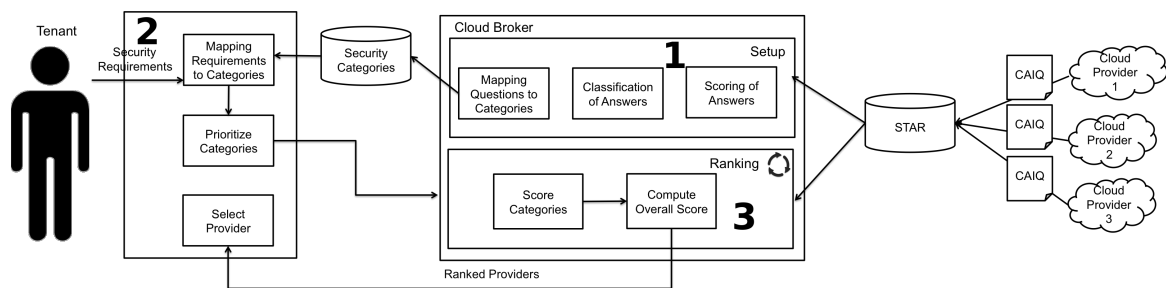 Tenant
Security
Requirements
2
Mapping
Requirements
to Categories
Prioritize
Categories
Select
Provider
Security
Categories
Cloud Broker
1
Setup
Mapping
Questions to
Categories
Classification
of Answers
Scoring of
Answers
Ranking
Score
Categories
Compute
Overall Score
3
Ranked Providers
STAR
CAIQ
Cloud
Provider
1
CAIQ
Cloud
Provider
2
CAIQ
Cloud
Provider
3